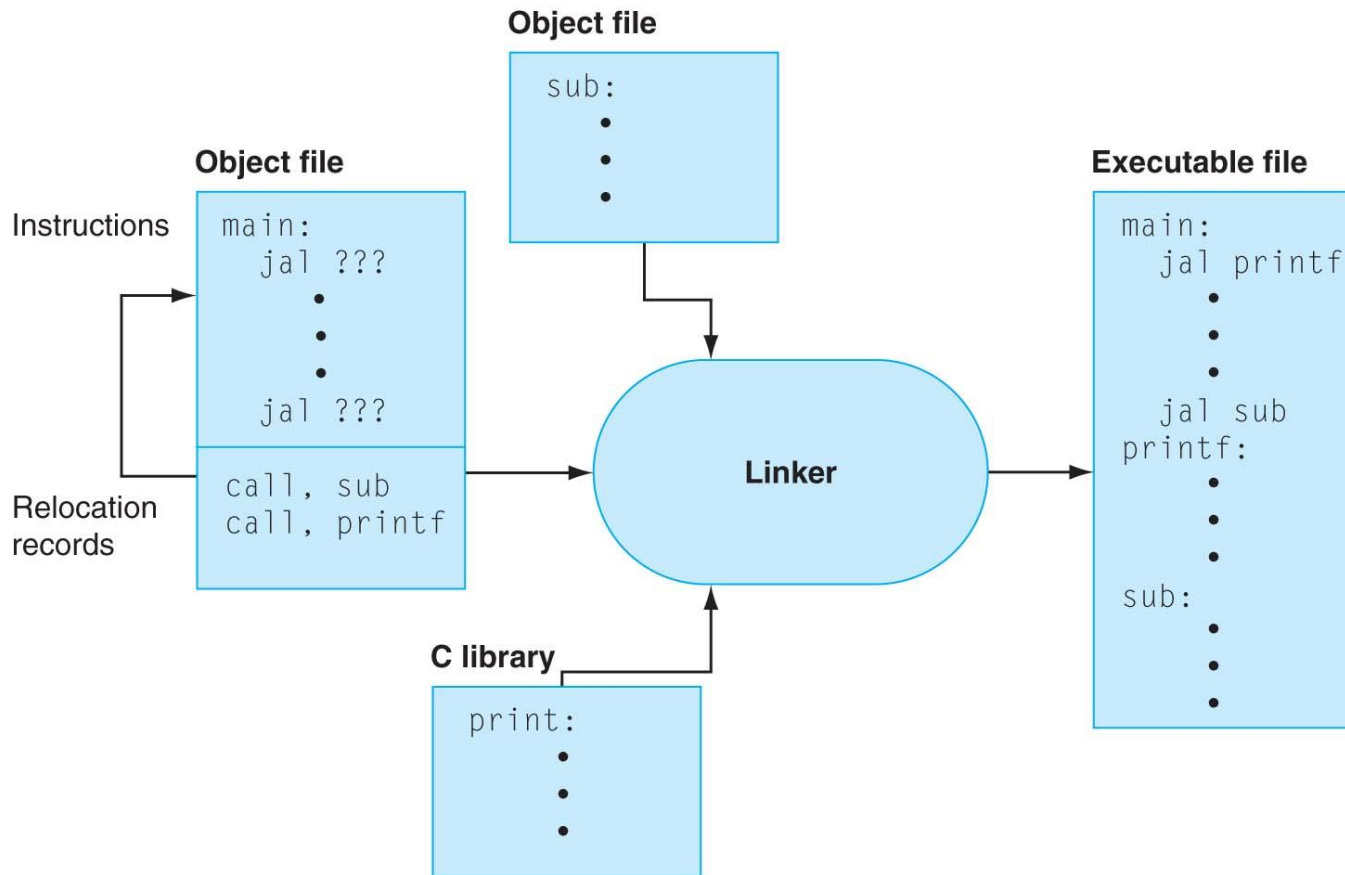 Object file
sub:
•
•
•
Object file
Instructions
main:
jal ???
•
•
•
jal ???
Relocation
records
call, sub
call, printf
Linker
C library
print:
•
•
•
Executable file
main:
jal printf
•
•
•
jal sub
printf:
•
•
•
sub:
•
•
•